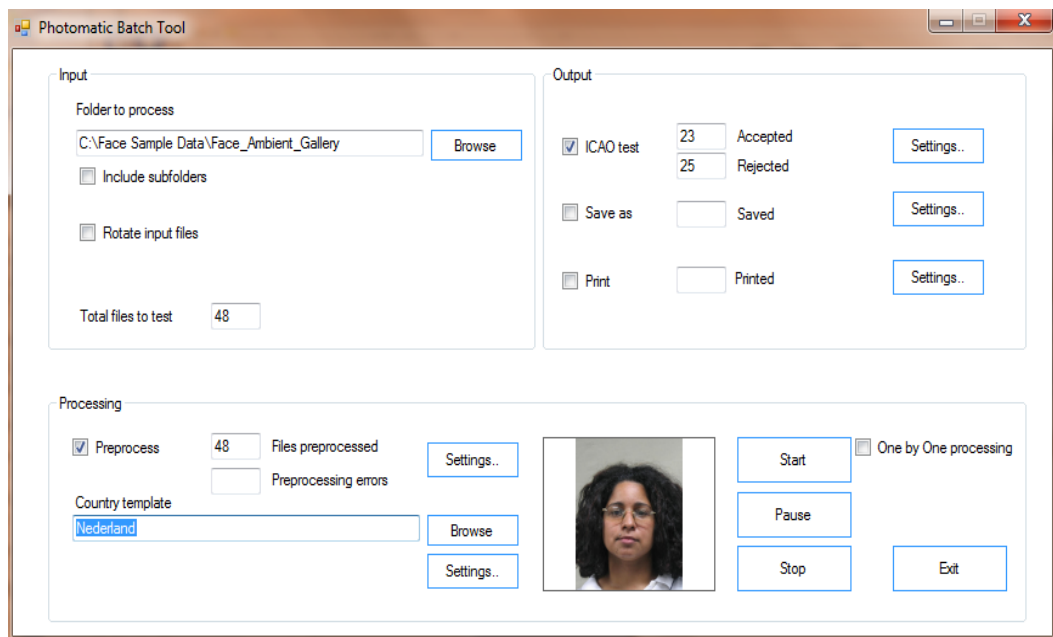 Photomatic Batch Tool
Input
Folder to process
C:\Face Sample Data\Face_Ambient_Gallery
Browse
Include subfolders
Rotate input files
Total files to test 48
Output
ICAO test 23 Accepted Settings..
25 Rejected
Save as Saved Settings..
Print Printed Settings..
Processing
Preprocess 48 Files preprocessed Settings..
Preprocessing errors
Country template
Nederland Browse
Settings..
Start
Pause
Stop
One by One processing
Exit